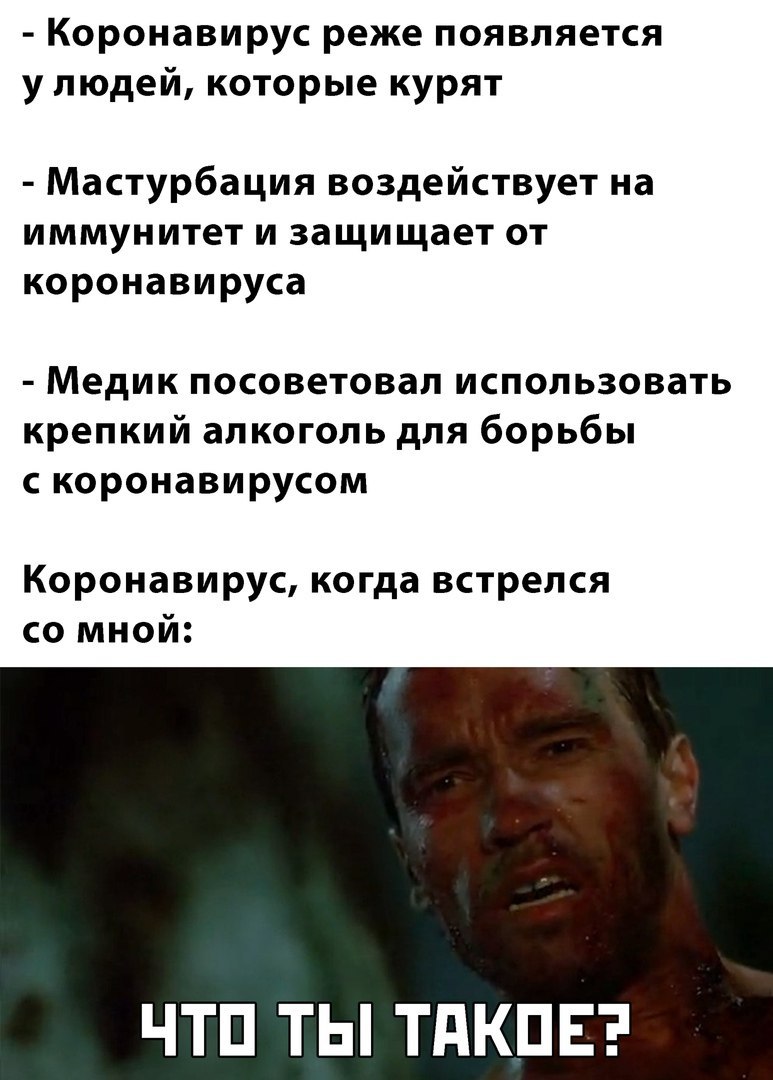 - Коронавирус реже появляется
у людей, которые курят
- Мастурбация воздействует на
иммунитет и защищает от
коронавируса
- Медик посоветовал использовать
крепкий алкоголь для борьбы
с коронавирусом
Коронавирус, когда встрелся
со мной:
ЧТО ТЫ ТАКОЕ?